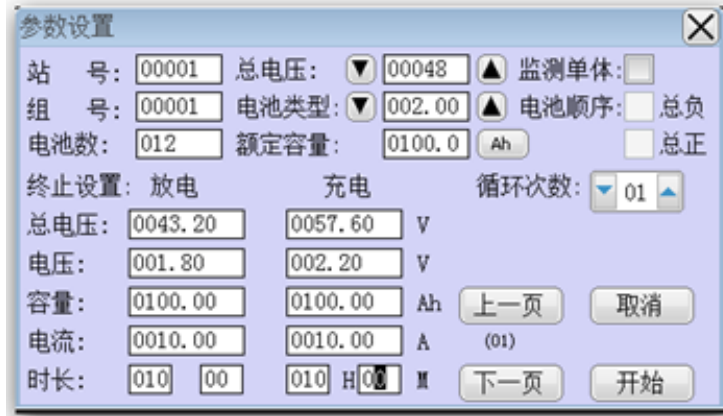 参数设置
站 号: 00001 总电压: ▼ 00048 ▲ 监测单体:
组 号: 00001 电池类型: ▼ 002.00 ▲ 电池顺序: 总负
电池数: 012 额定容量: 0100.0 Ah 总正
终止设置: 放电 充电 循环次数: 01
总电压: 0043.20 0057.60 V
电压: 001.80 002.20 V
容量: 0100.00 0100.00 Ah 上一页 取消
电流: 0010.00 0010.00 A (01)
时长: 010 00 010 H 00 M 下一页 开始